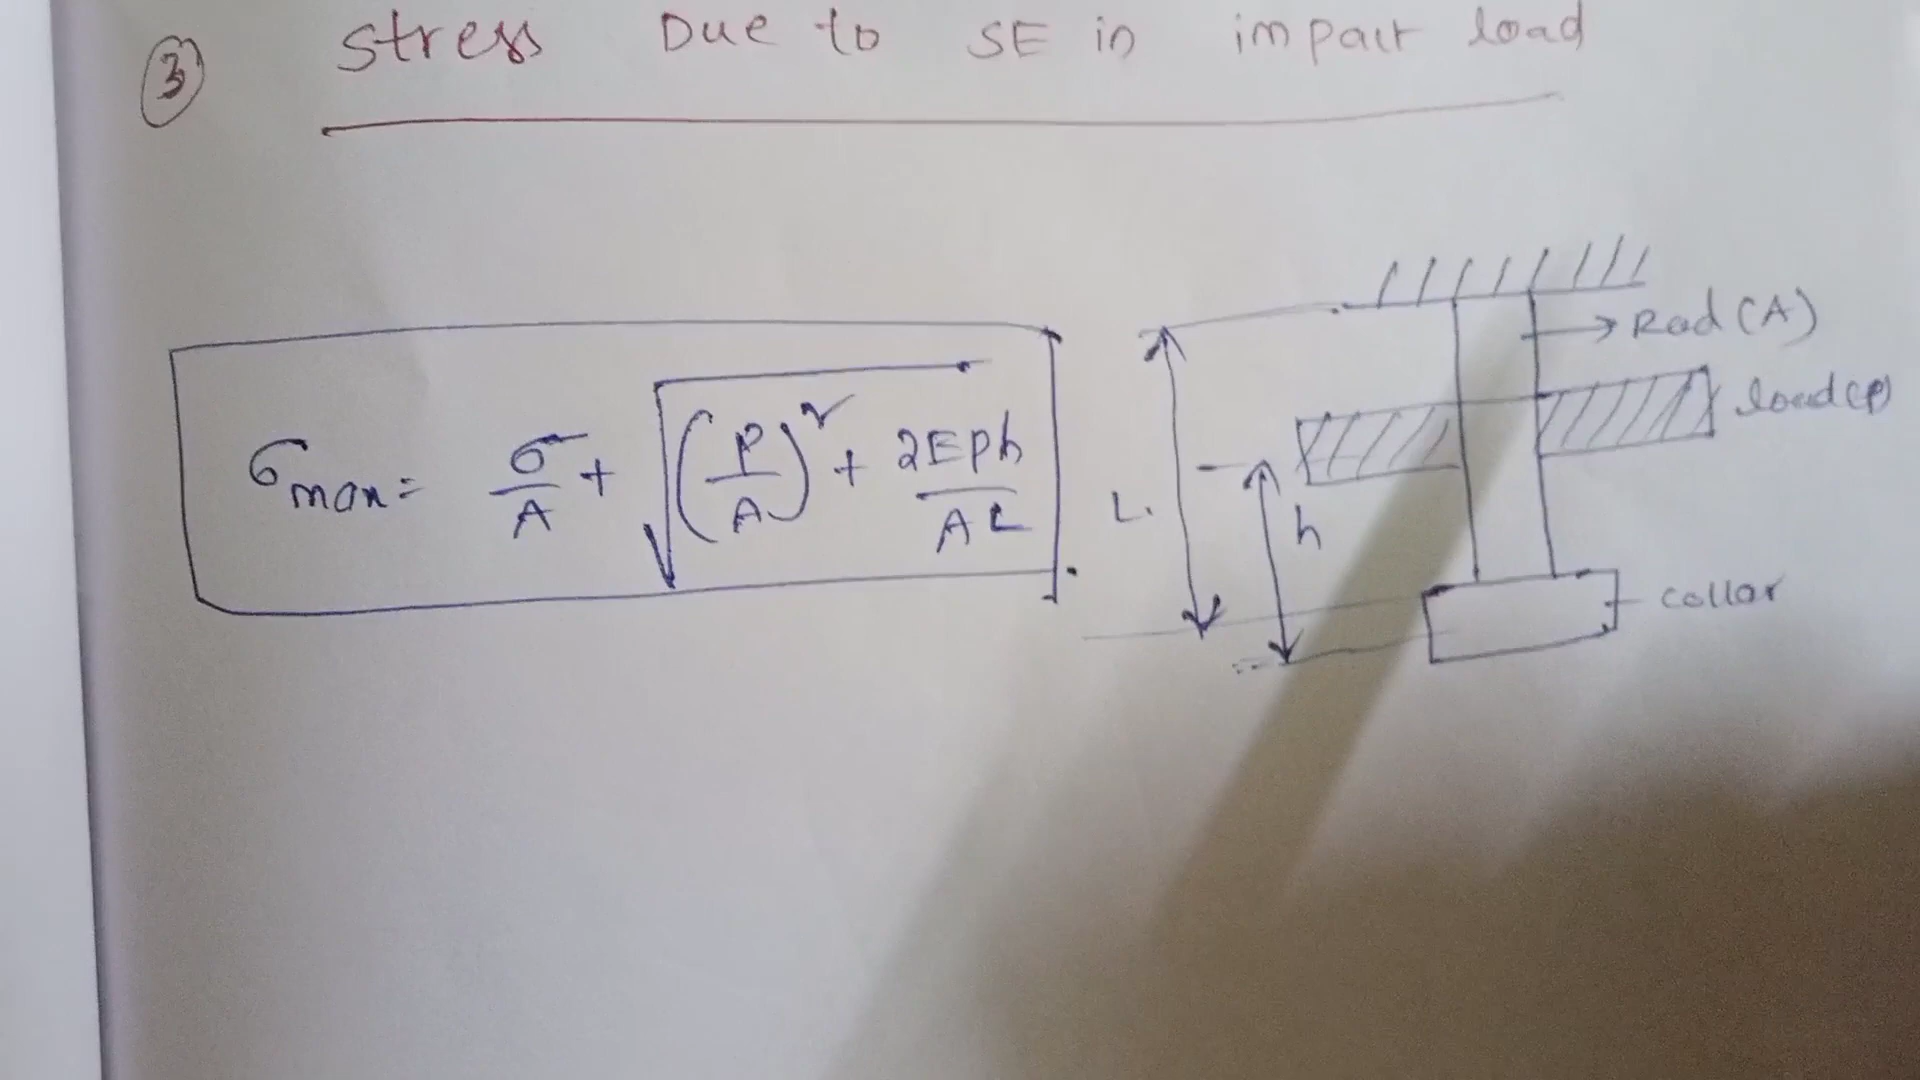 ③ Stress Due to SE in impact load
σmax = σ/A + √((P/A)² + 2EPh/AL)
L.
h
Rod (A)
load (P)
collar